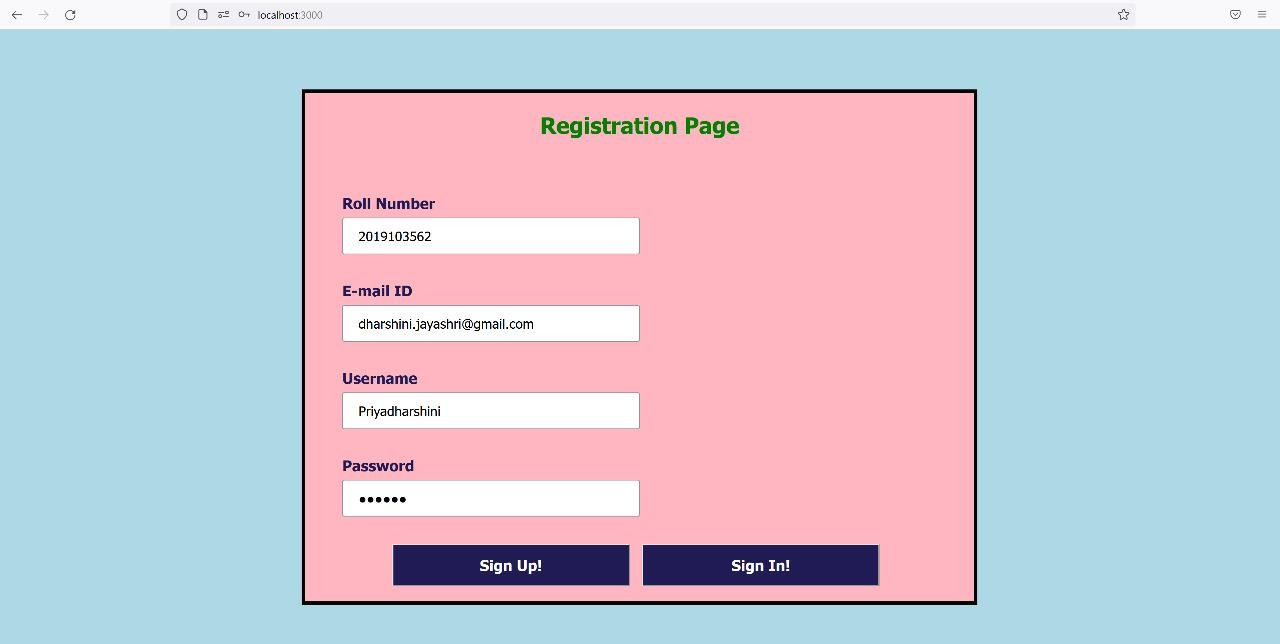 localhost:3000
Registration Page
Roll Number
2019103562
E-mail ID
dharshini.jayashri@gmail.com
Username
Priyadharshini
Password
••••••
Sign Up! Sign In!